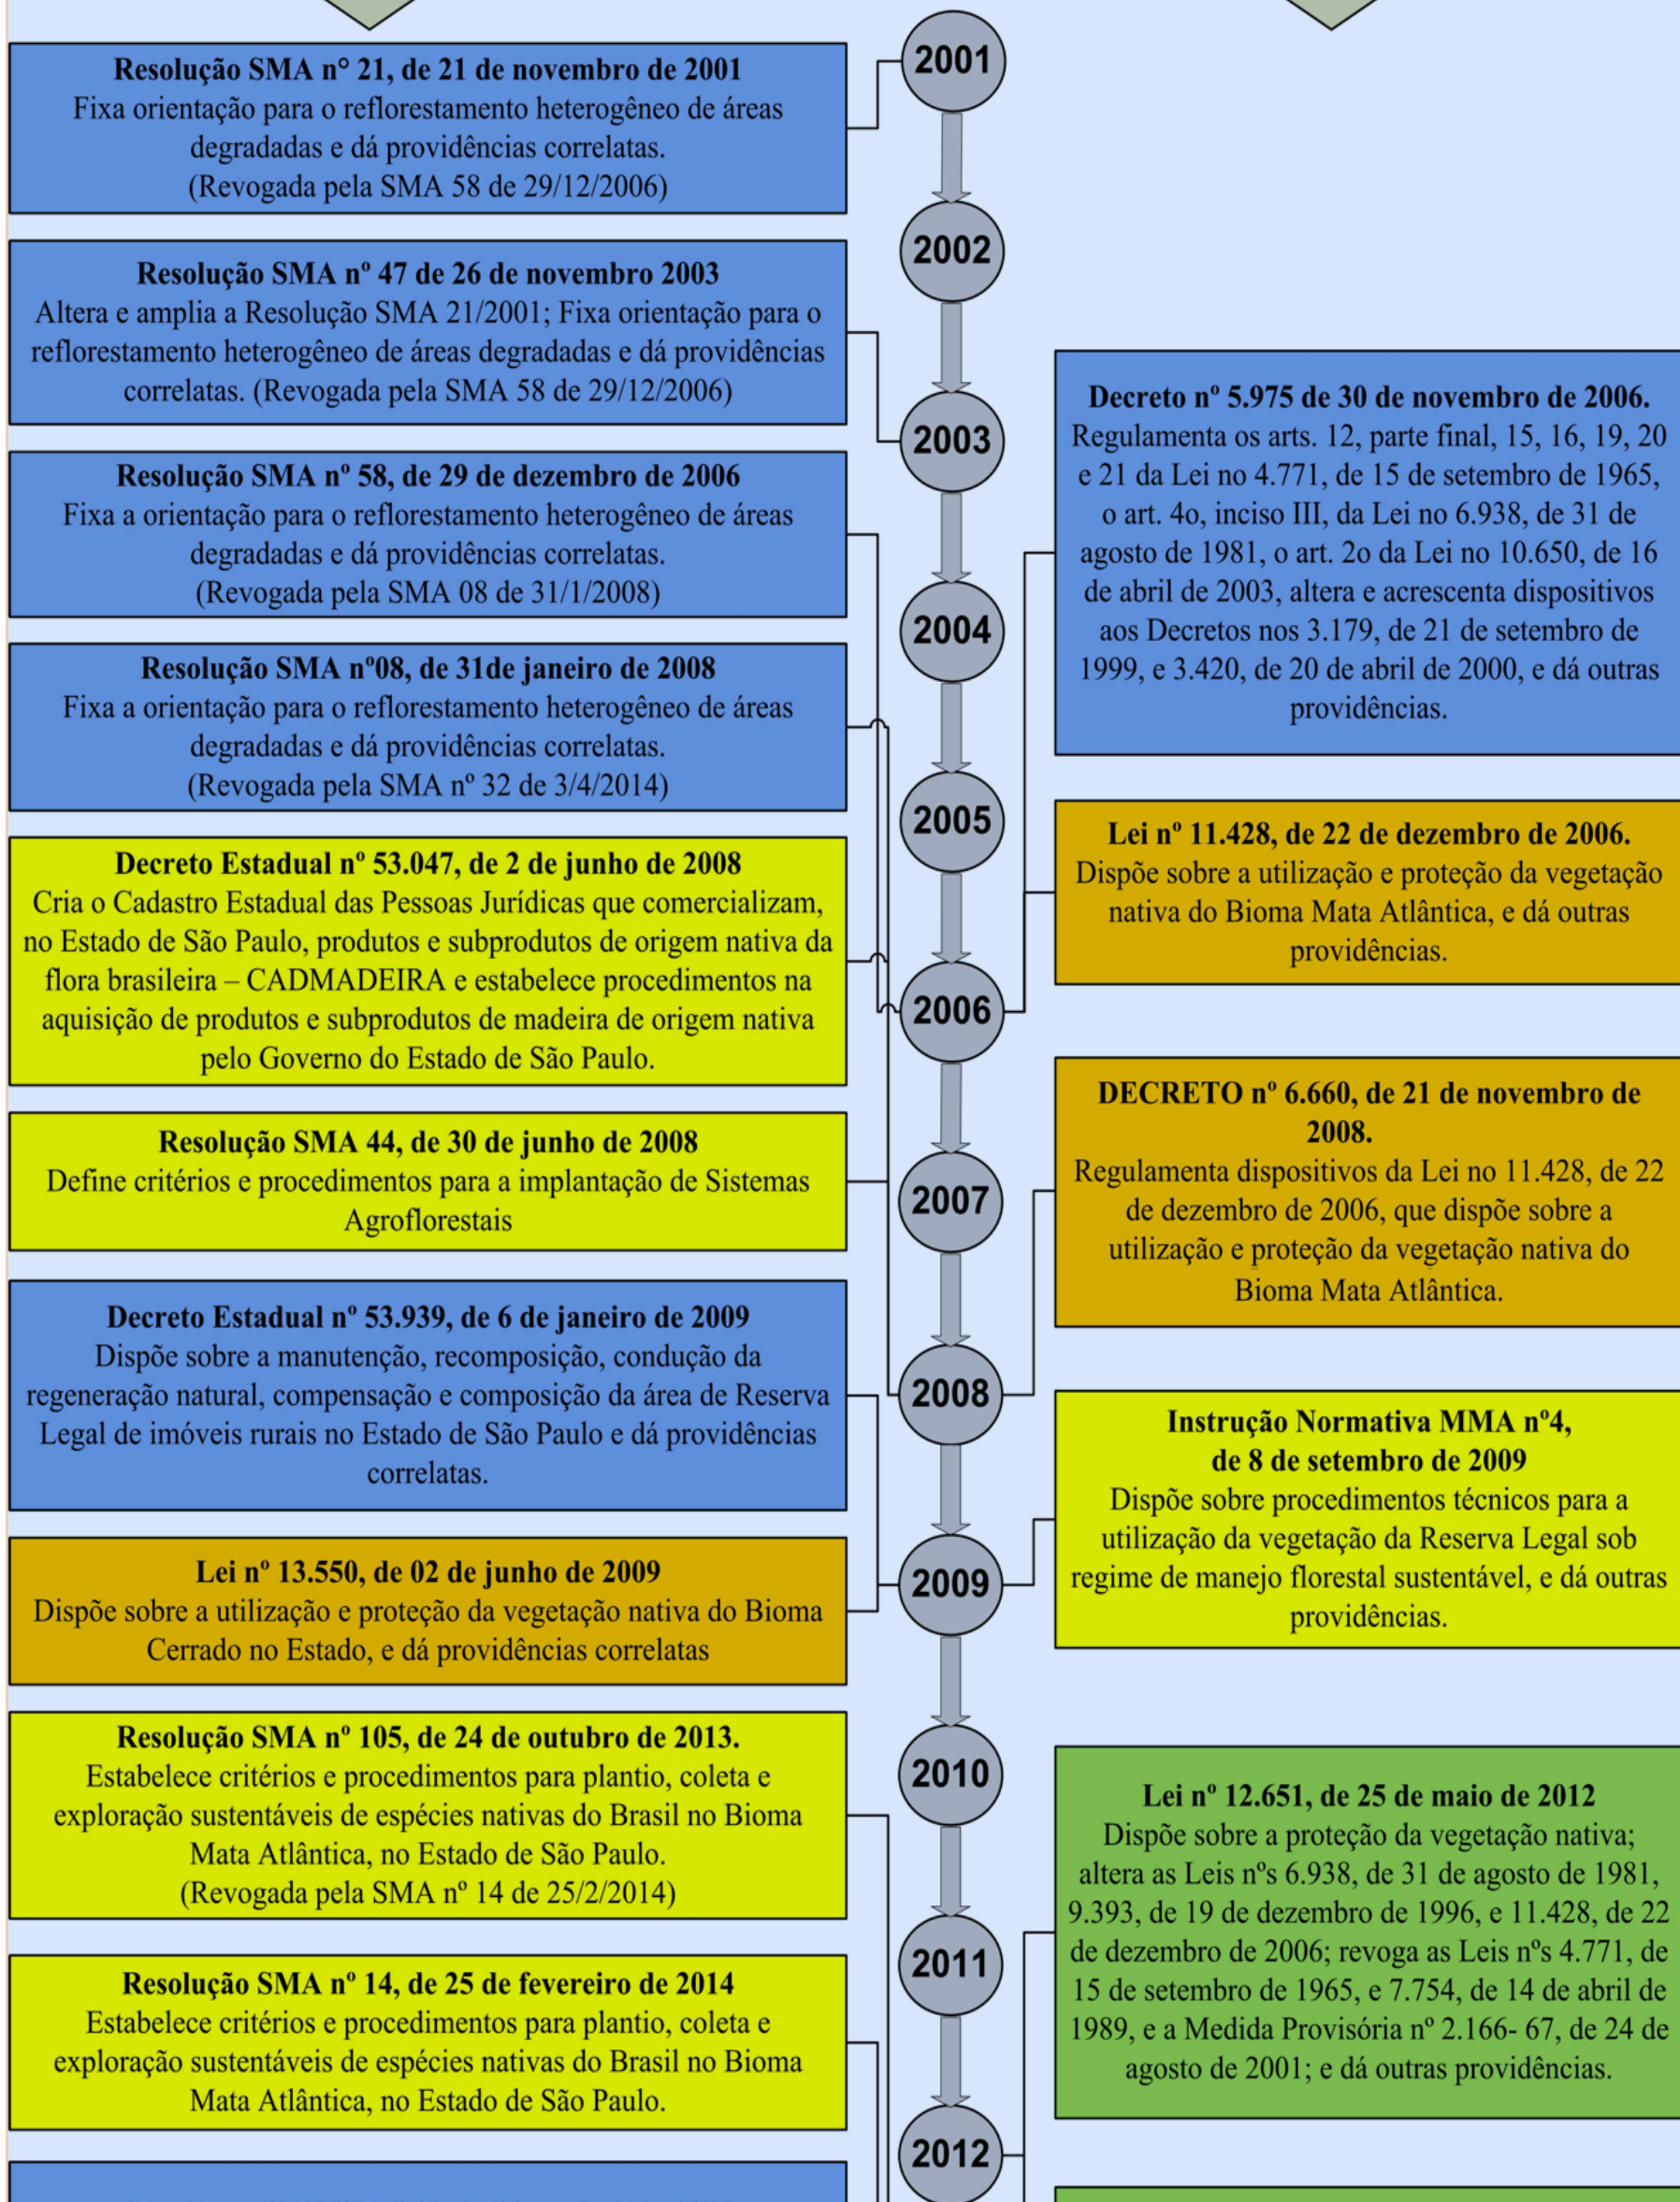 Resolução SMA n° 21, de 21 de novembro de 2001
Fixa orientação para o reflorestamento heterogêneo de áreas
degradadas e dá providências correlatas.
(Revogada pela SMA 58 de 29/12/2006)
Resolução SMA nº 47 de 26 de novembro 2003
Altera e amplia a Resolução SMA 21/2001; Fixa orientação para o
reflorestamento heterogêneo de áreas degradadas e dá providências
correlatas. (Revogada pela SMA 58 de 29/12/2006)
Resolução SMA nº 58, de 29 de dezembro de 2006
Fixa a orientação para o reflorestamento heterogêneo de áreas
degradadas e dá providências correlatas.
(Revogada pela SMA 08 de 31/1/2008)
Resolução SMA nº08, de 31de janeiro de 2008
Fixa a orientação para o reflorestamento heterogêneo de áreas
degradadas e dá providências correlatas.
(Revogada pela SMA nº 32 de 3/4/2014)
Decreto Estadual nº 53.047, de 2 de junho de 2008
Cria o Cadastro Estadual das Pessoas Jurídicas que comercializam,
no Estado de São Paulo, produtos e subprodutos de origem nativa da
flora brasileira – CADMADEIRA e estabelece procedimentos na
aquisição de produtos e subprodutos de madeira de origem nativa
pelo Governo do Estado de São Paulo.
Resolução SMA 44, de 30 de junho de 2008
Define critérios e procedimentos para a implantação de Sistemas
Agroflorestais
Decreto Estadual nº 53.939, de 6 de janeiro de 2009
Dispõe sobre a manutenção, recomposição, condução da
regeneração natural, compensação e composição da área de Reserva
Legal de imóveis rurais no Estado de São Paulo e dá providências
correlatas.
Lei nº 13.550, de 02 de junho de 2009
Dispõe sobre a utilização e proteção da vegetação nativa do Bioma
Cerrado no Estado, e dá providências correlatas
Resolução SMA nº 105, de 24 de outubro de 2013.
Estabelece critérios e procedimentos para plantio, coleta e
exploração sustentáveis de espécies nativas do Brasil no Bioma
Mata Atlântica, no Estado de São Paulo.
(Revogada pela SMA nº 14 de 25/2/2014)
Resolução SMA nº 14, de 25 de fevereiro de 2014
Estabelece critérios e procedimentos para plantio, coleta e
exploração sustentáveis de espécies nativas do Brasil no Bioma
Mata Atlântica, no Estado de São Paulo.
2001
2002
2003
2004
2005
2006
2007
2008
2009
2010
2011
2012
Decreto nº 5.975 de 30 de novembro de 2006.
Regulamenta os arts. 12, parte final, 15, 16, 19, 20
e 21 da Lei no 4.771, de 15 de setembro de 1965,
o art. 4o, inciso III, da Lei no 6.938, de 31 de
agosto de 1981, o art. 2o da Lei no 10.650, de 16
de abril de 2003, altera e acrescenta dispositivos
aos Decretos nos 3.179, de 21 de setembro de
1999, e 3.420, de 20 de abril de 2000, e dá outras
providências.
Lei nº 11.428, de 22 de dezembro de 2006.
Dispõe sobre a utilização e proteção da vegetação
nativa do Bioma Mata Atlântica, e dá outras
providências.
DECRETO nº 6.660, de 21 de novembro de
2008.
Regulamenta dispositivos da Lei no 11.428, de 22
de dezembro de 2006, que dispõe sobre a
utilização e proteção da vegetação nativa do
Bioma Mata Atlântica.
Instrução Normativa MMA nº4,
de 8 de setembro de 2009
Dispõe sobre procedimentos técnicos para a
utilização da vegetação da Reserva Legal sob
regime de manejo florestal sustentável, e dá outras
providências.
Lei nº 12.651, de 25 de maio de 2012
Dispõe sobre a proteção da vegetação nativa;
altera as Leis nºs 6.938, de 31 de agosto de 1981,
9.393, de 19 de dezembro de 1996, e 11.428, de 22
de dezembro de 2006; revoga as Leis nºs 4.771, de
15 de setembro de 1965, e 7.754, de 14 de abril de
1989, e a Medida Provisória nº 2.166- 67, de 24 de
agosto de 2001; e dá outras providências.